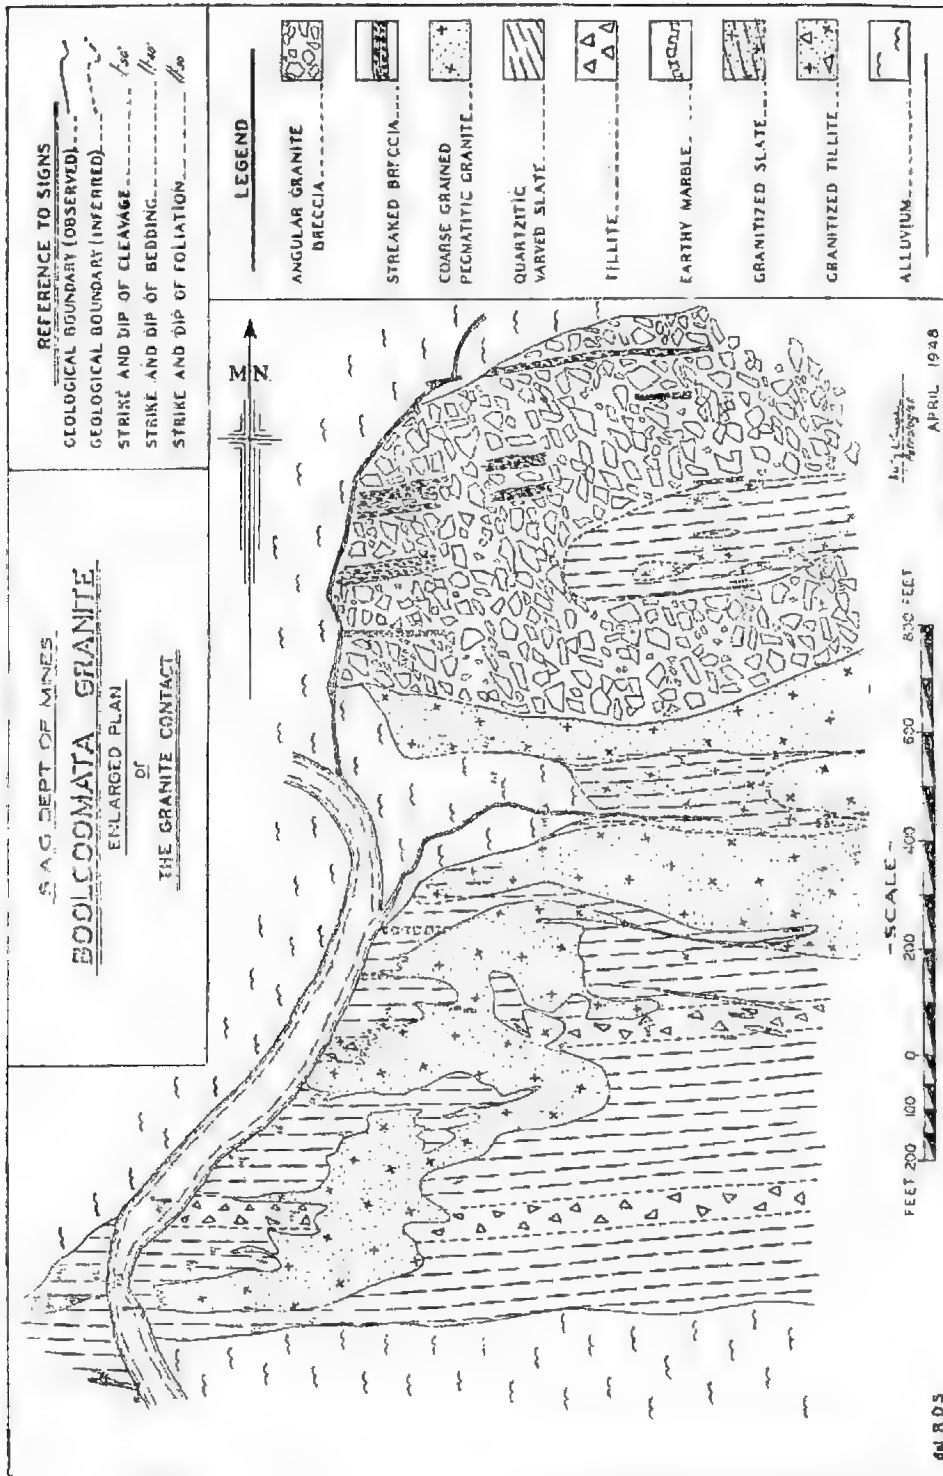 S.A.G. DEPT OF MINES
BOOLCOOMATA GRANITE
ENLARGED PLAN
OF
THE GRANITE CONTACT
REFERENCE TO SIGNS
GEOLOGICAL BOUNDARY (OBSERVED)
GEOLOGICAL BOUNDARY (INFERRED)
STRIKE AND DIP OF CLEAVAGE
STRIKE AND DIP OF BEDDING
STRIKE AND DIP OF FOLIATION
LEGEND
ANGULAR GRANITE
BRECCIA
STREAKED BRECCIA
COARSE GRAINED
PEGMATITIC GRANITE
QUARTZITIC
VARVED SLATE
TILLITE
EARTHY MARBLE
GRANITIZED SLATE
GRANITIZED TILLITE
ALLUVIUM
M.N.
-SCALE-
FEET 200 100 0 200 400 600 800 FEET
APRIL 1948
R.D.S